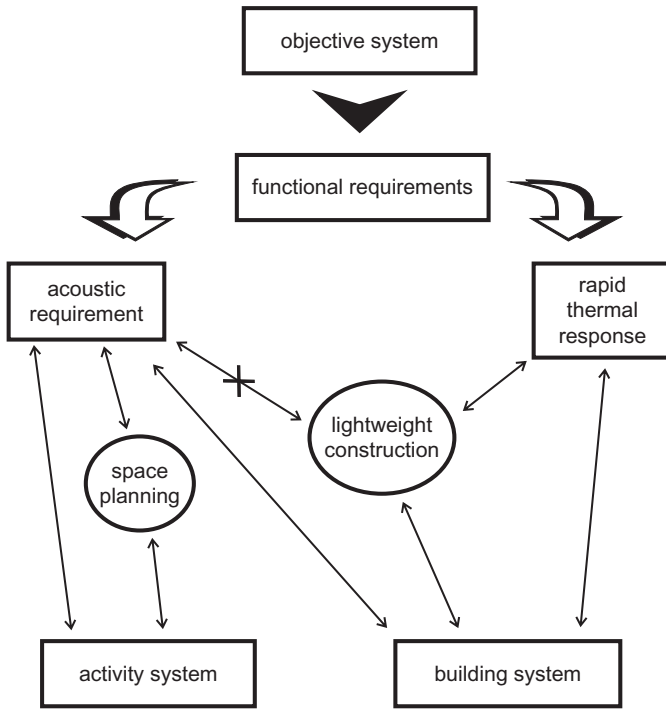 objective system
functional requirements
acoustic
requirement
rapid
thermal
response
lightweight
construction
space
planning
activity system
building system